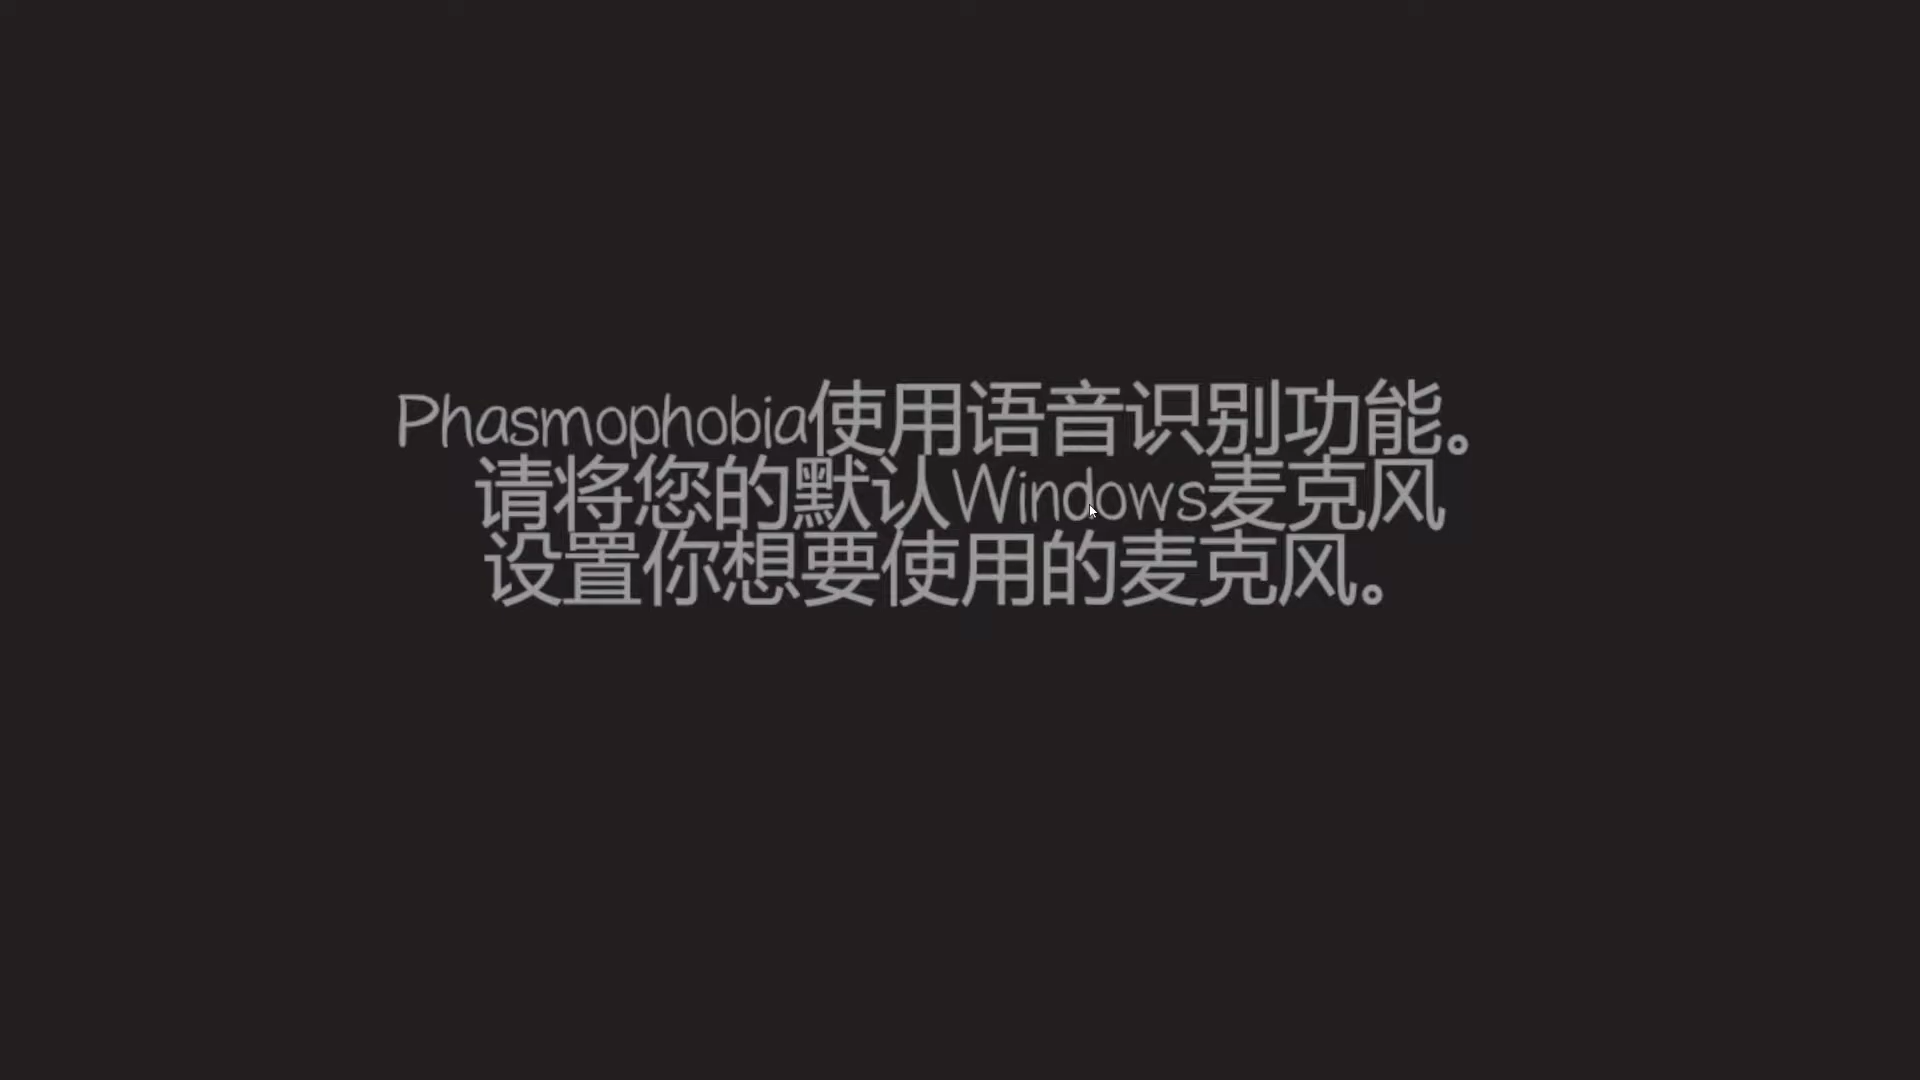 Phasmophobia使用语音识别功能。
请将您的默认Windows麦克风
设置你想要使用的麦克风。